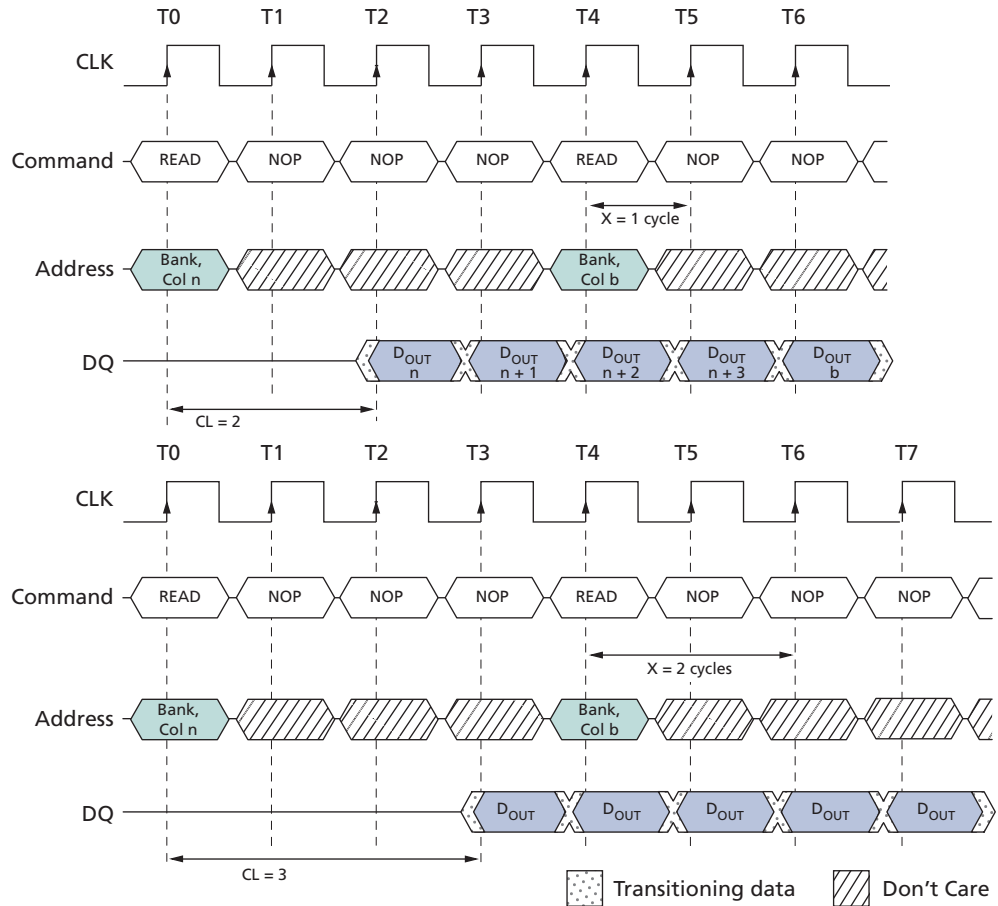 T0 T1 T2 T3 T4 T5 T6
CLK
Command READ NOP NOP NOP READ NOP NOP
X = 1 cycle
Address Bank, Col n Bank, Col b
DQ DOUT n DOUT n + 1 DOUT n + 2 DOUT n + 3 DOUT b
CL = 2
T0 T1 T2 T3 T4 T5 T6 T7
CLK
Command READ NOP NOP NOP READ NOP NOP NOP
X = 2 cycles
Address Bank, Col n Bank, Col b
DQ DOUT DOUT DOUT DOUT DOUT
CL = 3
Transitioning data Don't Care